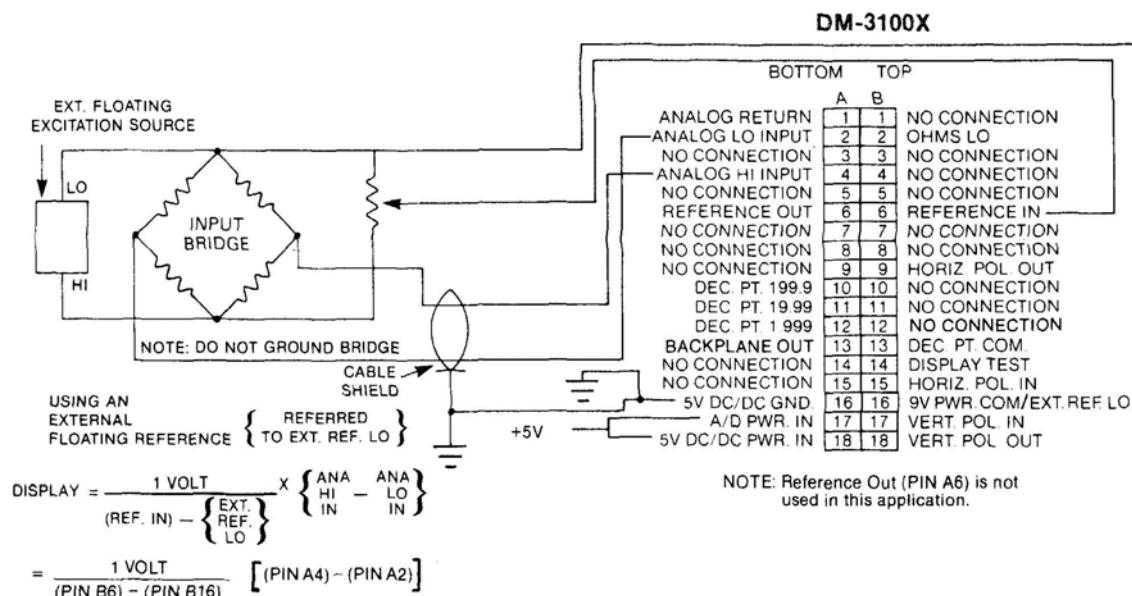 DM-3100X
BOTTOM TOP
A B
EXT. FLOATING
EXCITATION SOURCE
LO
HI
INPUT
BRIDGE
NOTE: DO NOT GROUND BRIDGE
CABLE
SHIELD
ANALOG RETURN 1 1 NO CONNECTION
ANALOG LO INPUT 2 2 OHMS LO
NO CONNECTION 3 3 NO CONNECTION
ANALOG HI INPUT 4 4 NO CONNECTION
NO CONNECTION 5 5 NO CONNECTION
REFERENCE OUT 6 6 REFERENCE IN
NO CONNECTION 7 7 NO CONNECTION
NO CONNECTION 8 8 NO CONNECTION
NO CONNECTION 9 9 HORIZ. POL. OUT
DEC. PT. 199.9 10 10 NO CONNECTION
DEC. PT. 19.99 11 11 NO CONNECTION
DEC. PT. 1.999 12 12 NO CONNECTION
BACKPLANE OUT 13 13 DEC. PT. COM.
NO CONNECTION 14 14 DISPLAY TEST
NO CONNECTION 15 15 HORIZ. POL. IN
5V DC/DC GND. 16 16 9V PWR. COM/EXT. REF. LO
A/D PWR. IN 17 17 VERT. POL. IN
5V DC/DC PWR. IN 18 18 VERT. POL OUT
+5V
USING AN
EXTERNAL
FLOATING REFERENCE { REFERRED
TO EXT. REF. LO }
DISPLAY = 1 VOLT
(REF. IN) – { EXT.
REF.
LO }
X { ANA
HI
IN – ANA
LO
IN }
= 1 VOLT
(PIN B6) – (PIN B16)
[(PIN A4) – (PIN A2)]
NOTE: Reference Out (PIN A6) is not
used in this application.